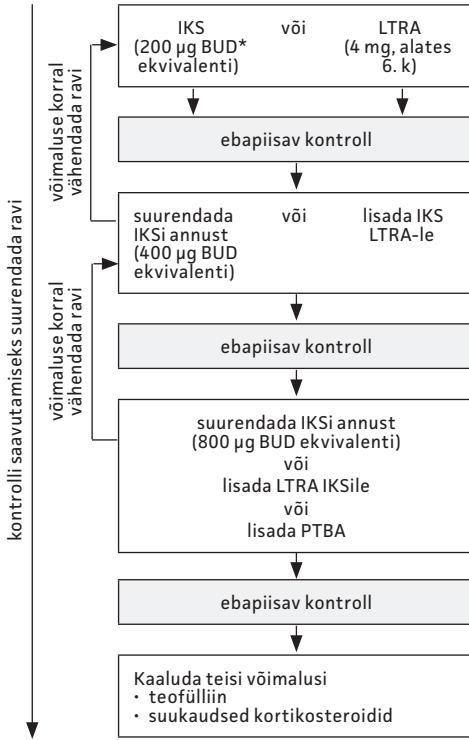 IKS või LTRA
(200 µg BUD* (4 mg, alates
ekvivalenti) 6. k)
ebapiisav kontroll
suurendada või lisada IKS
IKSi annust LTRA-le
(400 µg BUD
ekvivalenti)
ebapiisav kontroll
suurendada IKSi annust
(800 µg BUD ekvivalenti)
või
lisada LTRA IKSile
või
lisada PTBA
ebapiisav kontroll
Kaaluda teisi võimalusi
· teofülliin
· suukaudsed kortikosteroidid
võimaluse korral
vähendada ravi
võimaluse korral
vähendada ravi
kontrolli saavutamiseks suurendada ravi